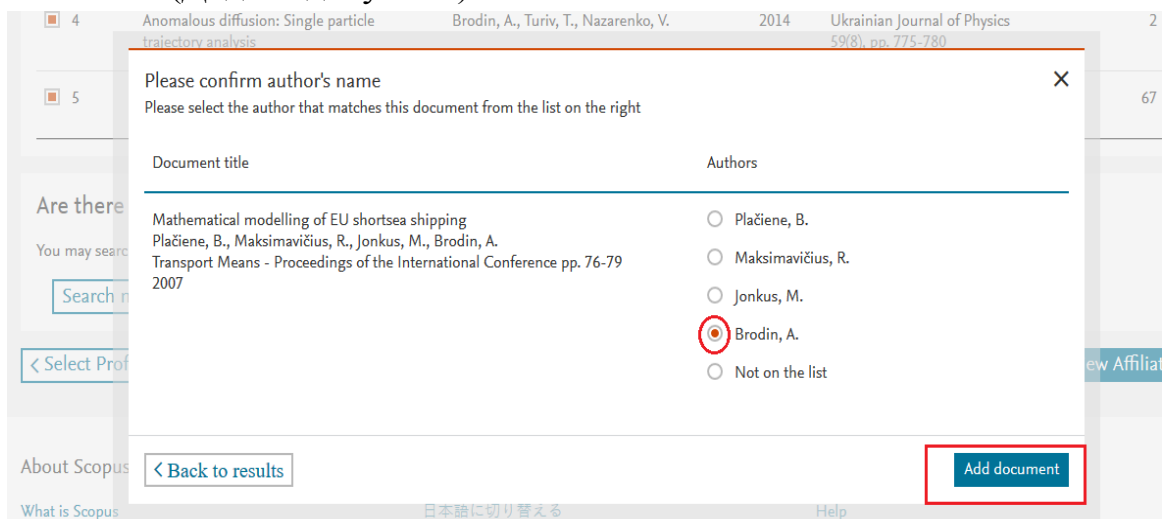 4 Anomalous diffusion: Single particle Brodin, A., Turiv, T., Nazarenko, V. 2014 Ukrainian Journal of Physics 2
trajectory analysis 59(8), pp. 775-780
Please confirm author's name
5 Please select the author that matches this document from the list on the right 67
Document title Authors
Are there
Mathematical modelling of EU shortsea shipping Plačiene, B.
Plačiene, B., Maksimavičius, R., Jonkus, M., Brodin, A.
You may searc
Transport Means - Proceedings of the International Conference pp. 76-79 Maksimavičius, R.
2007
Search Jonkus, M.
Brodin, A.
< Select Prof ew Affiliat
Not on the list
About Scopus < Back to results Add document
What is Scopus 日本語に切り替える Help